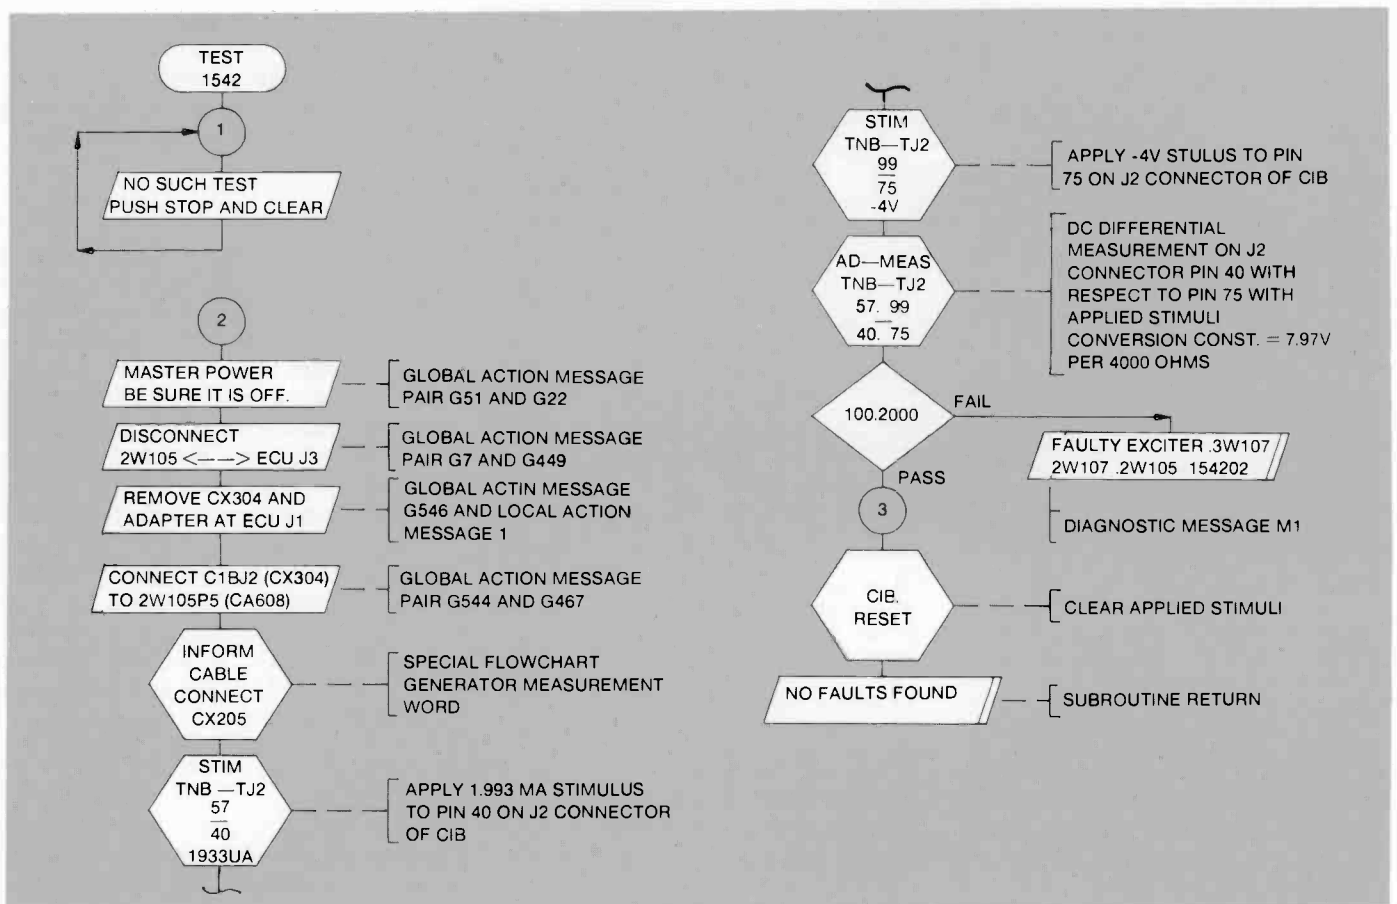 TEST
1542
1
NO SUCH TEST
PUSH STOP AND CLEAR
2
MASTER POWER
BE SURE IT IS OFF.
GLOBAL ACTION MESSAGE
PAIR G51 AND G22
DISCONNECT
2W105 <——> ECU J3
GLOBAL ACTION MESSAGE
PAIR G7 AND G449
REMOVE CX304 AND
ADAPTER AT ECU J1
GLOBAL ACTIN MESSAGE
G546 AND LOCAL ACTION
MESSAGE 1
CONNECT C1BJ2 (CX304)
TO 2W105P5 (CA608)
GLOBAL ACTION MESSAGE
PAIR G544 AND G467
INFORM
CABLE
CONNECT
CX205
SPECIAL FLOWCHART
GENERATOR MEASUREMENT
WORD
STIM
TNB —TJ2
57
40
1933UA
APPLY 1.993 MA STIMULUS
TO PIN 40 ON J2 CONNECTOR
OF CIB
STIM
TNB—TJ2
99
75
-4V
APPLY -4V STULUS TO PIN
75 ON J2 CONNECTOR OF CIB
AD—MEAS
TNB—TJ2
57. 99
40. 75
DC DIFFERENTIAL
MEASUREMENT ON J2
CONNECTOR PIN 40 WITH
RESPECT TO PIN 75 WITH
APPLIED STIMULI
CONVERSION CONST. = 7.97V
PER 4000 OHMS
100.2000
FAIL
FAULTY EXCITER .3W107
2W107 .2W105 154202
DIAGNOSTIC MESSAGE M1
PASS
3
CIB.
RESET
CLEAR APPLIED STIMULI
NO FAULTS FOUND
SUBROUTINE RETURN